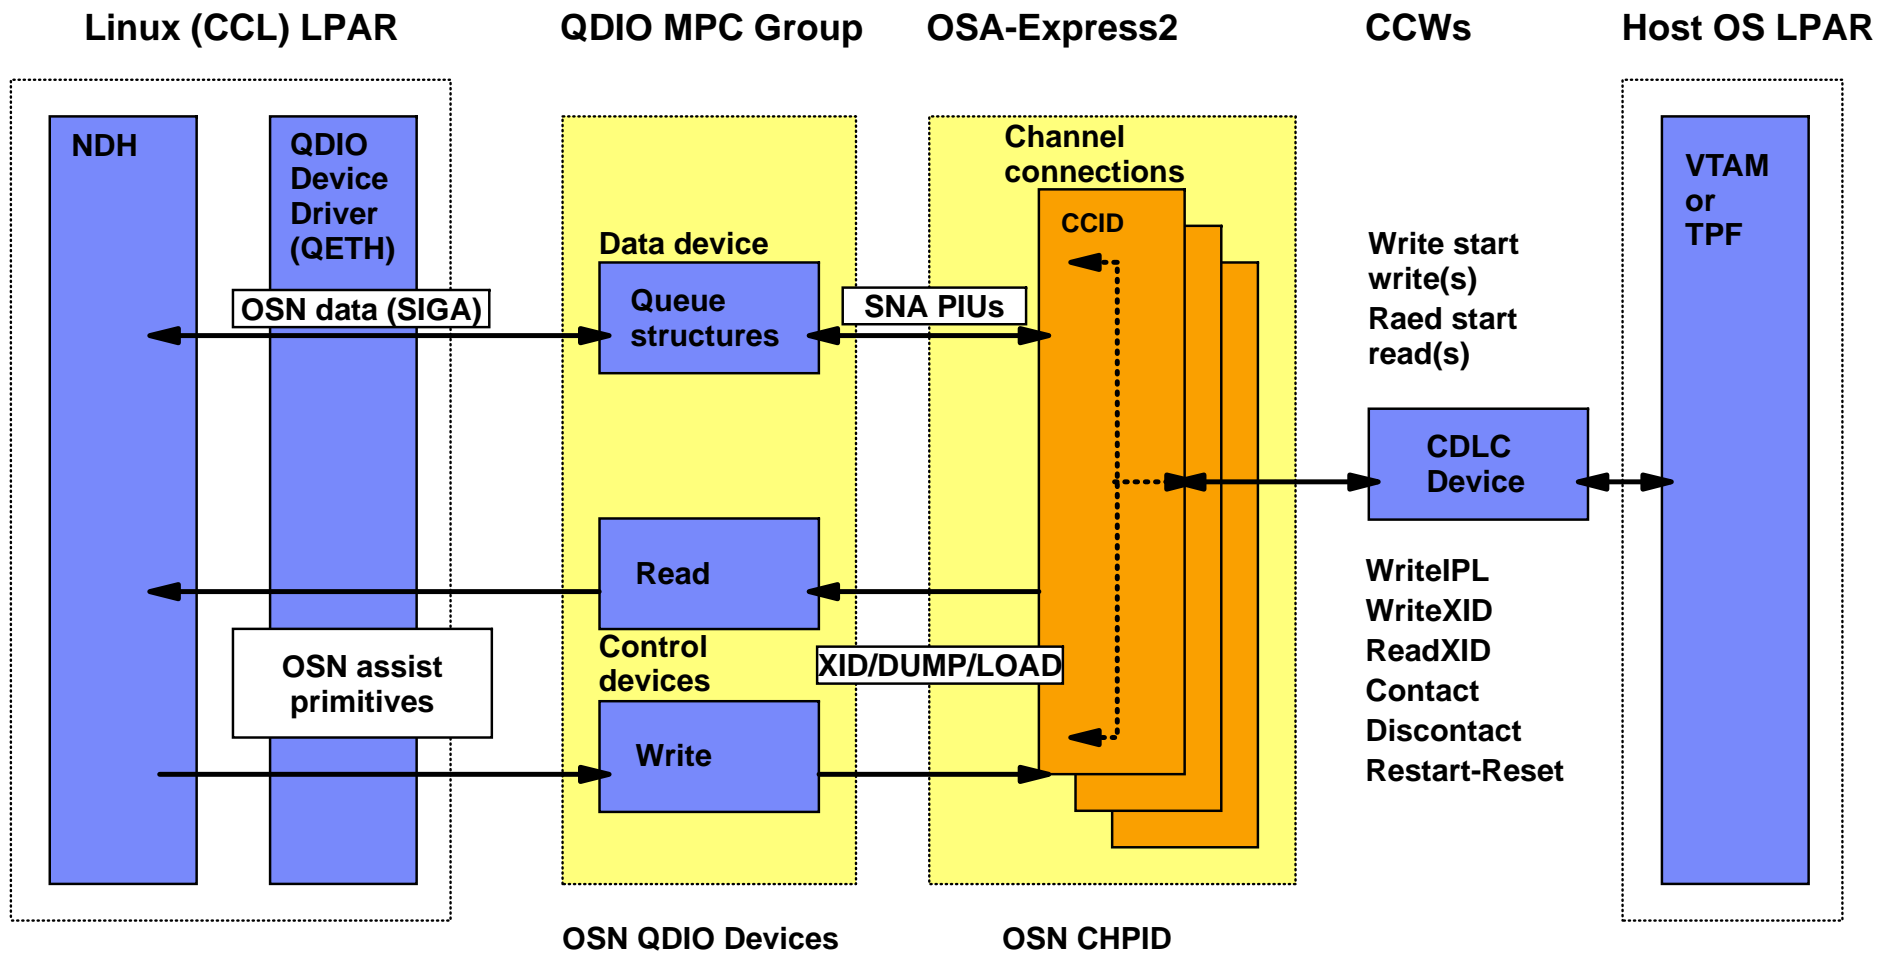 Linux (CCL) LPAR
QDIO MPC Group
OSA-Express2
CCWs
Host OS LPAR
NDH
QDIO
Device
Driver
(QETH)
OSN data (SIGA)
OSN assist
primitives
Data device
Queue
structures
Read
Control
devices
Write
OSN QDIO Devices
SNA PIUs
XID/DUMP/LOAD
Channel
connections
CCID
OSN CHPID
Write start
write(s)
Raed start
read(s)
CDLC
Device
WriteIPL
WriteXID
ReadXID
Contact
Discontact
Restart-Reset
VTAM
or
TPF